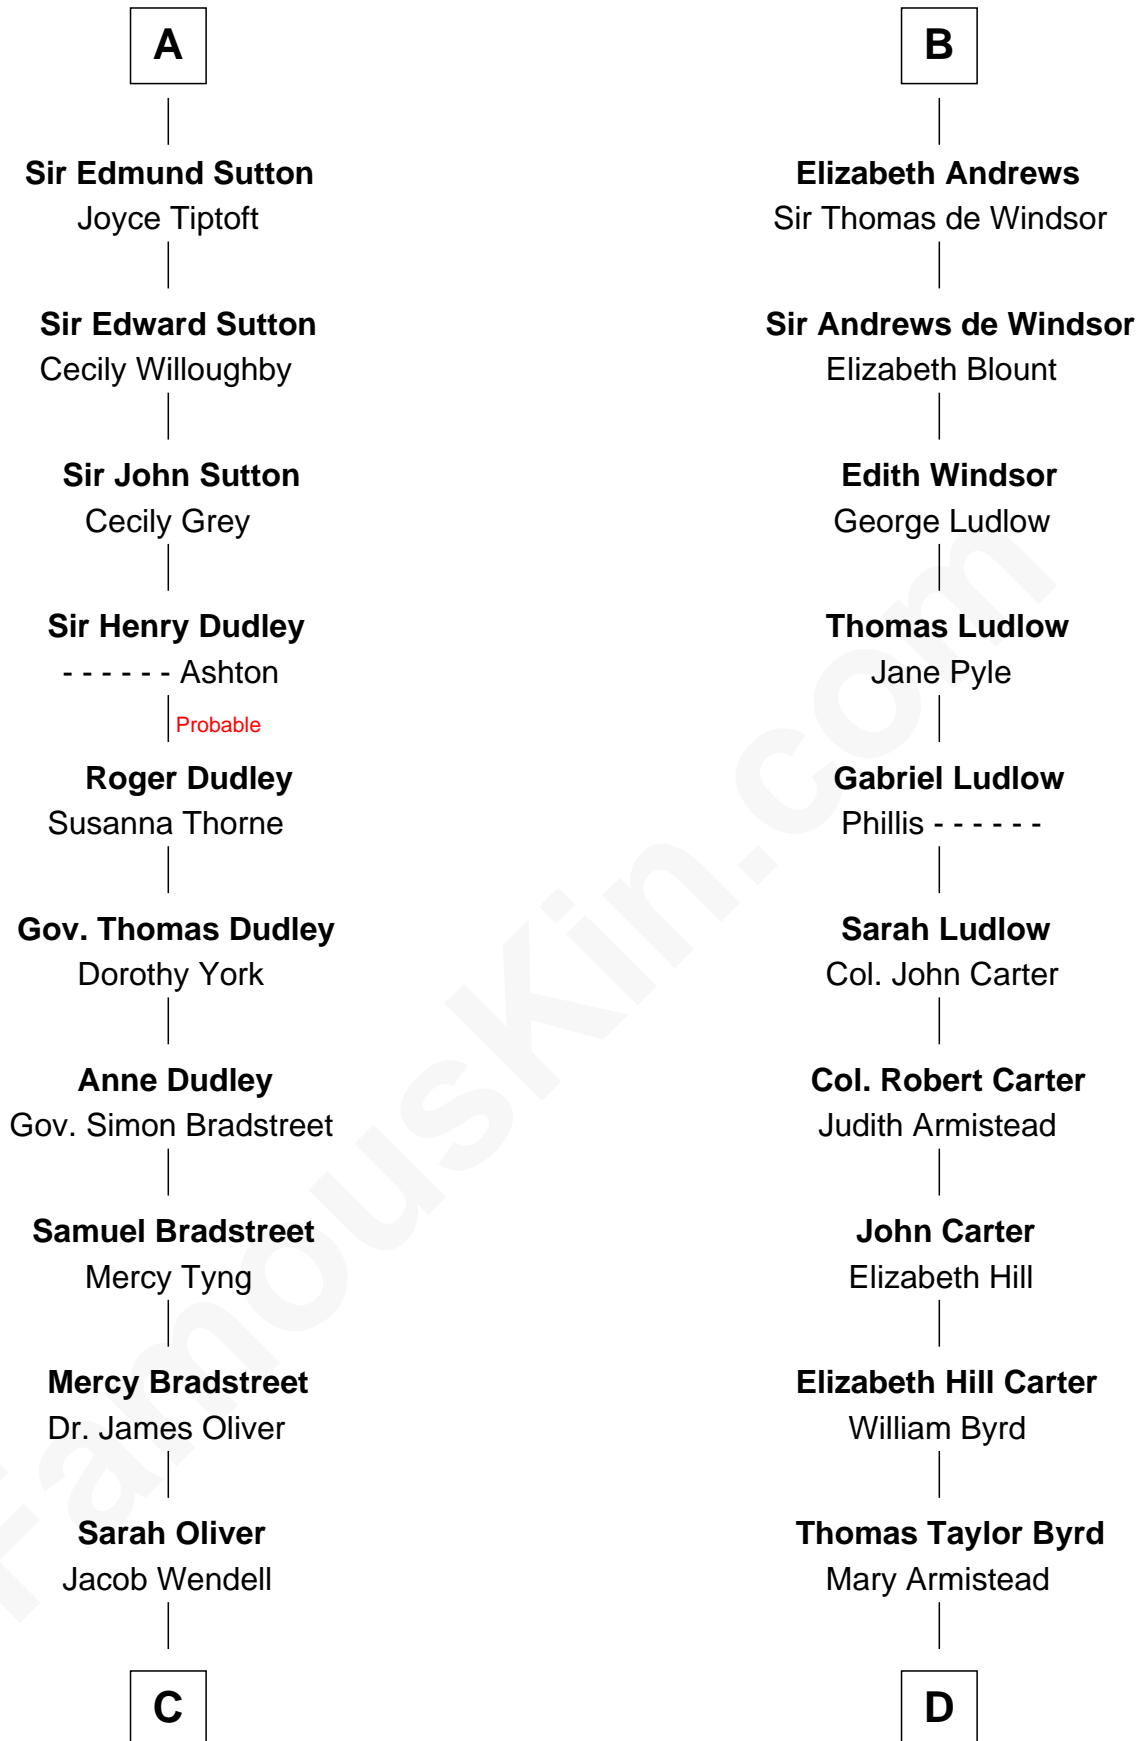 A
Sir Edmund Sutton
Joyce Tiptoft
Sir Edward Sutton
Cecily Willoughby
Sir John Sutton
Cecily Grey
Sir Henry Dudley
- - - - - - Ashton
Probable
Roger Dudley
Susanna Thorne
Gov. Thomas Dudley
Dorothy York
Anne Dudley
Gov. Simon Bradstreet
Samuel Bradstreet
Mercy Tyng
Mercy Bradstreet
Dr. James Oliver
Sarah Oliver
Jacob Wendell
C
B
Elizabeth Andrews
Sir Thomas de Windsor
Sir Andrews de Windsor
Elizabeth Blount
Edith Windsor
George Ludlow
Thomas Ludlow
Jane Pyle
Gabriel Ludlow
Phillis - - - - - -
Sarah Ludlow
Col. John Carter
Col. Robert Carter
Judith Armistead
John Carter
Elizabeth Hill
Elizabeth Hill Carter
William Byrd
Thomas Taylor Byrd
Mary Armistead
D
FamousKin.com